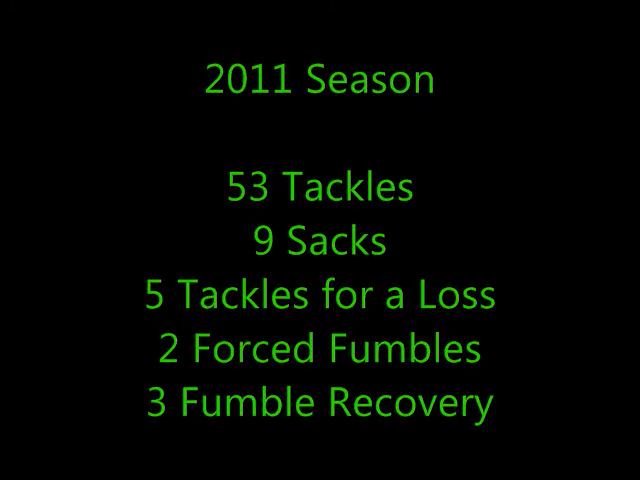 2011 Season
53 Tackles
9 Sacks
5 Tackles for a Loss
2 Forced Fumbles
3 Fumble Recovery